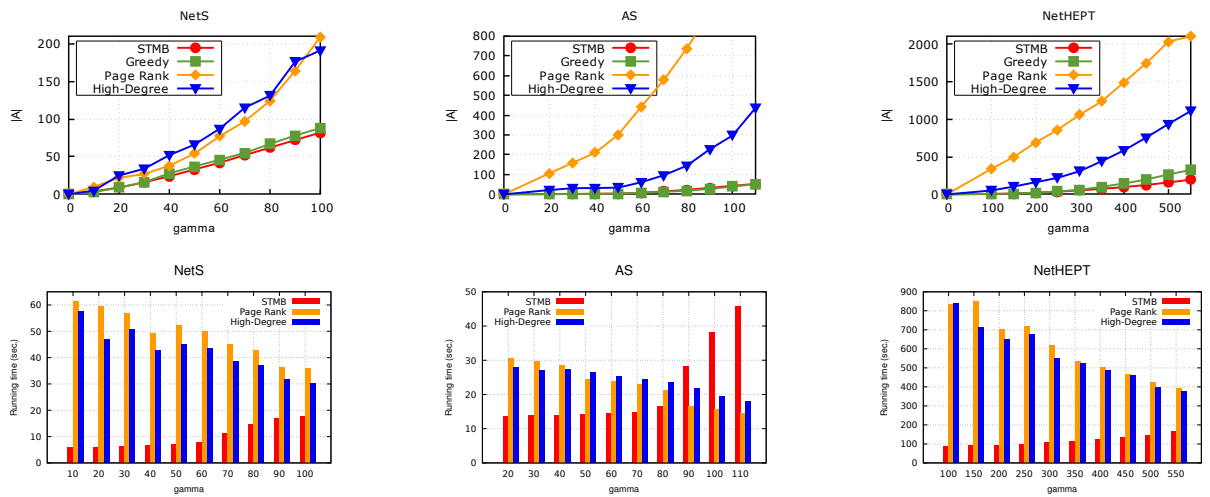 NetS
|A|
200
150
100
50
0
STMB
Greedy
Page Rank
High-Degree
0 20 40 60 80 100
gamma
AS
|A|
800
700
600
500
400
300
200
100
0
STMB
Greedy
Page Rank
High-Degree
0 20 40 60 80 100
gamma
NetHEPT
|A|
2000
1500
1000
500
0
STMB
Greedy
Page Rank
High-Degree
0 100 200 300 400 500
gamma
NetS
Running time (sec.)
60
50
40
30
20
10
0
STMB
Page Rank
High-Degree
10 20 30 40 50 60 70 80 90 100
gamma
AS
Running time (sec.)
50
40
30
20
10
0
STMB
Page Rank
High-Degree
20 30 40 50 60 70 80 90 100 110
gamma
NetHEPT
Running time (sec.)
900
800
700
600
500
400
300
200
100
0
STMB
Page Rank
High-Degree
100 150 200 250 300 350 400 450 500 550
gamma